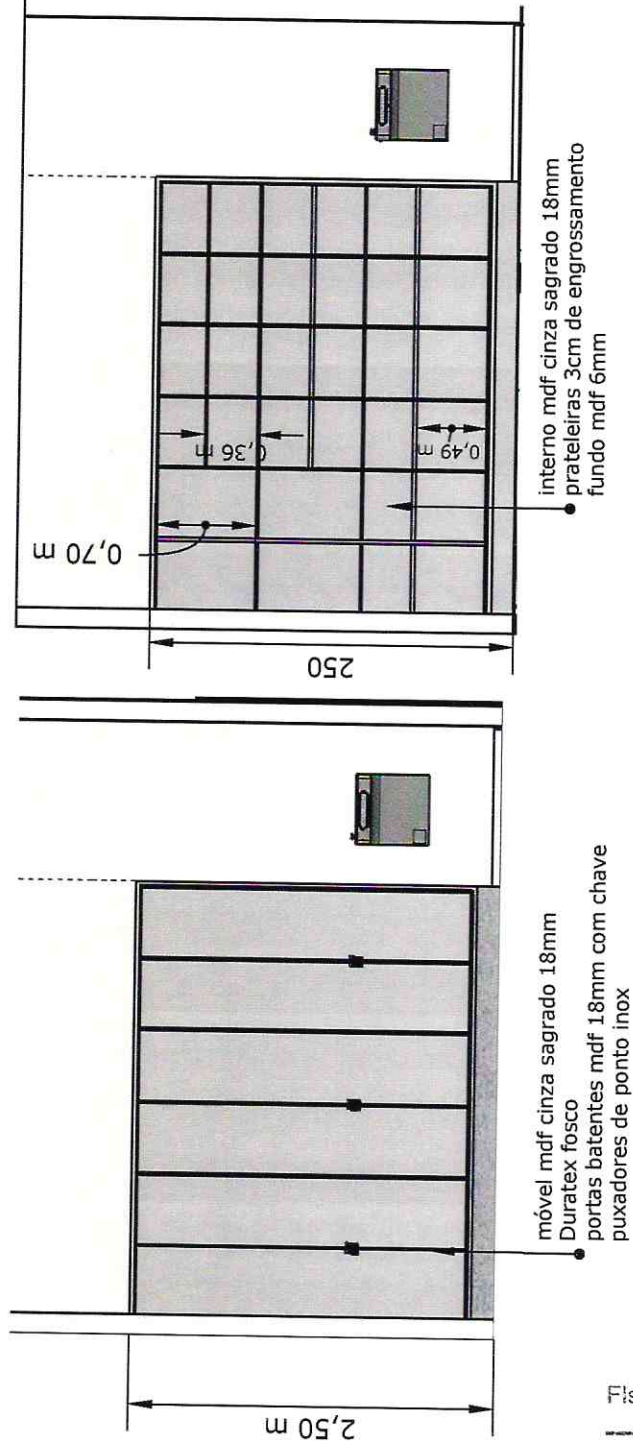 2,50 m
móvel mdf cinza sagrado 18mm
Duratex fosco
portas batentes mdf 18mm com chave
puxadores de ponto inox
250
0,70 m
0,36 m
0,49 m
interno mdf cinza sagrado 18mm
prateleiras 3cm de engrossamento
fundo mdf 6mm
Fls